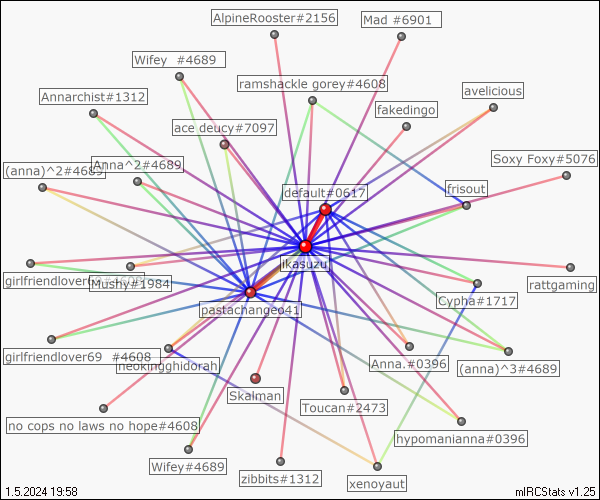 AlpineRooster#2156
Mad #6901
Wifey  #4689
ramshackle gorey#4608
avelicious
Annarchist#1312
fakedingo
ace deucy#7097
Soxy Foxy#5076
(anna)^2#4689
Anna^2#4689
default#0617
frisout
ikasuzu
girlfriendlover6
Mushy#1984
rattgaming
Cypha#1717
pastachangeo41
girlfriendlover69  #4608
neokingghidorah
Anna.#0396
(anna)^3#4689
Skalman
Toucan#2473
no cops no laws no hope#4608
hypomanianna#0396
Wifey#4689
zibbits#1312
xenoyaut
1.5.2024 19:58
mIRCStats v1.25